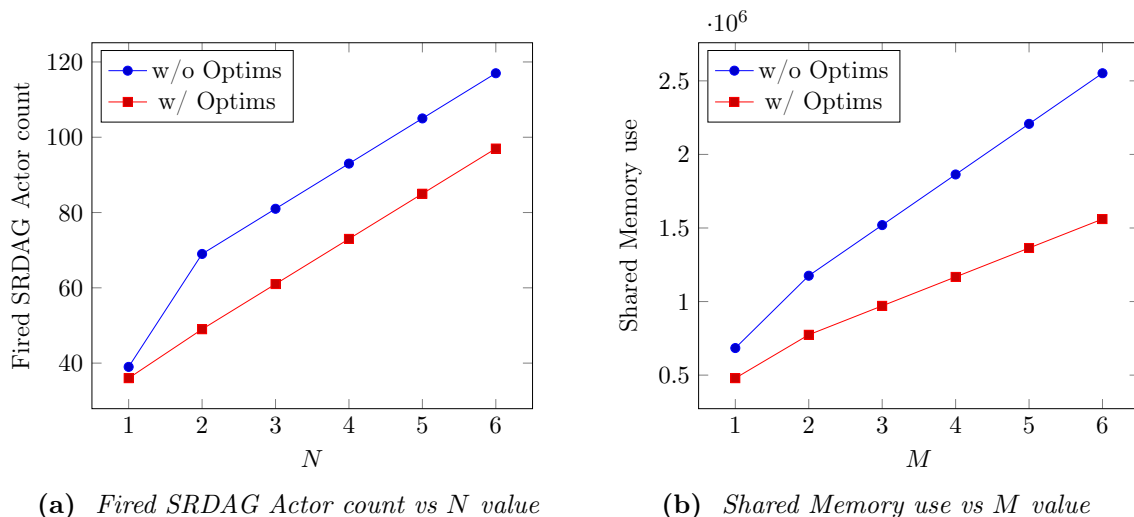 w/o Optims
w/ Optims
120
100
80
60
40
1 2 3 4 5 6
N
Fired SRDAG Actor count
(a) Fired SRDAG Actor count vs N value
·10⁶
w/o Optims
w/ Optims
2.5
2
1.5
1
0.5
1 2 3 4 5 6
M
Shared Memory use
(b) Shared Memory use vs M value